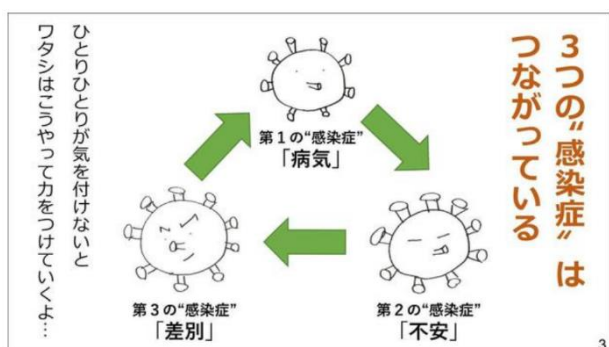 3つの“感染症”は
つながっている
第1の“感染症”
「病気」
第2の“感染症”
「不安」
第3の“感染症”
「差別」
ひとりひとりが気を付けないと
ワタシはこうやって力をつけていくよ…
3